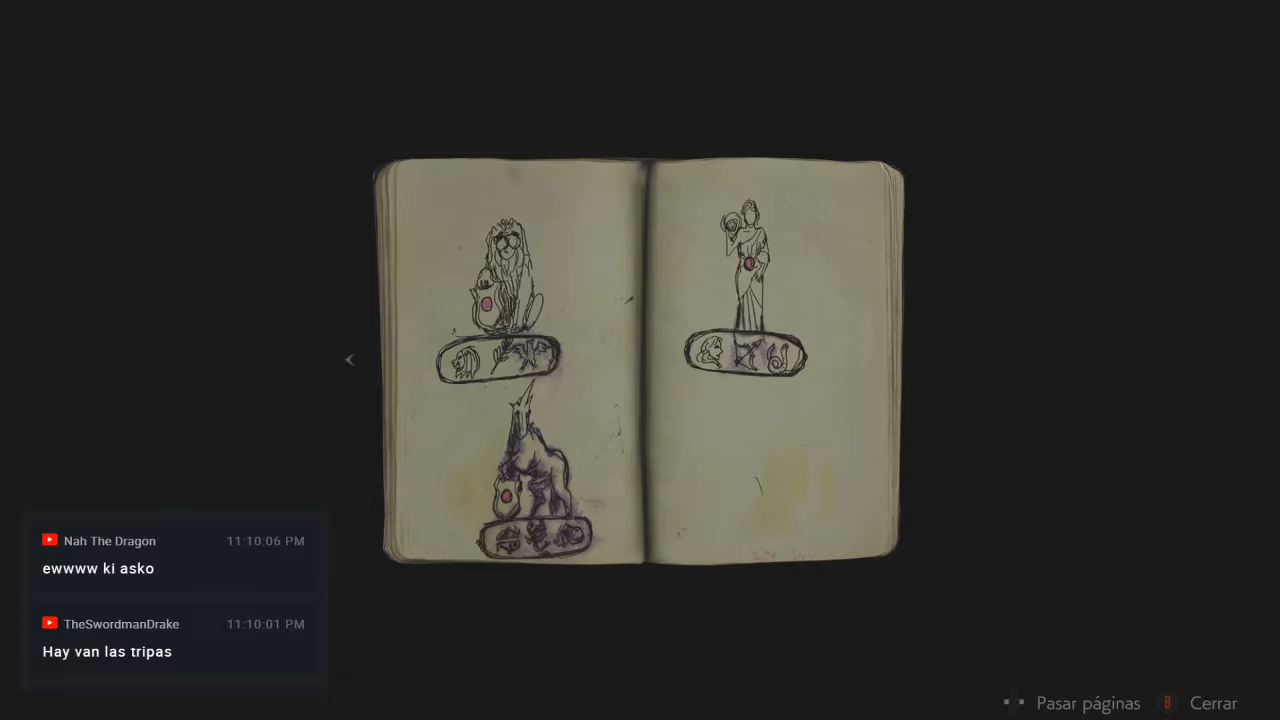 Nah The Dragon 11:10:06 PM
ewwww ki asko
TheSwordmanDrake 11:10:01 PM
Hay van las tripas
Pasar páginas B Cerrar